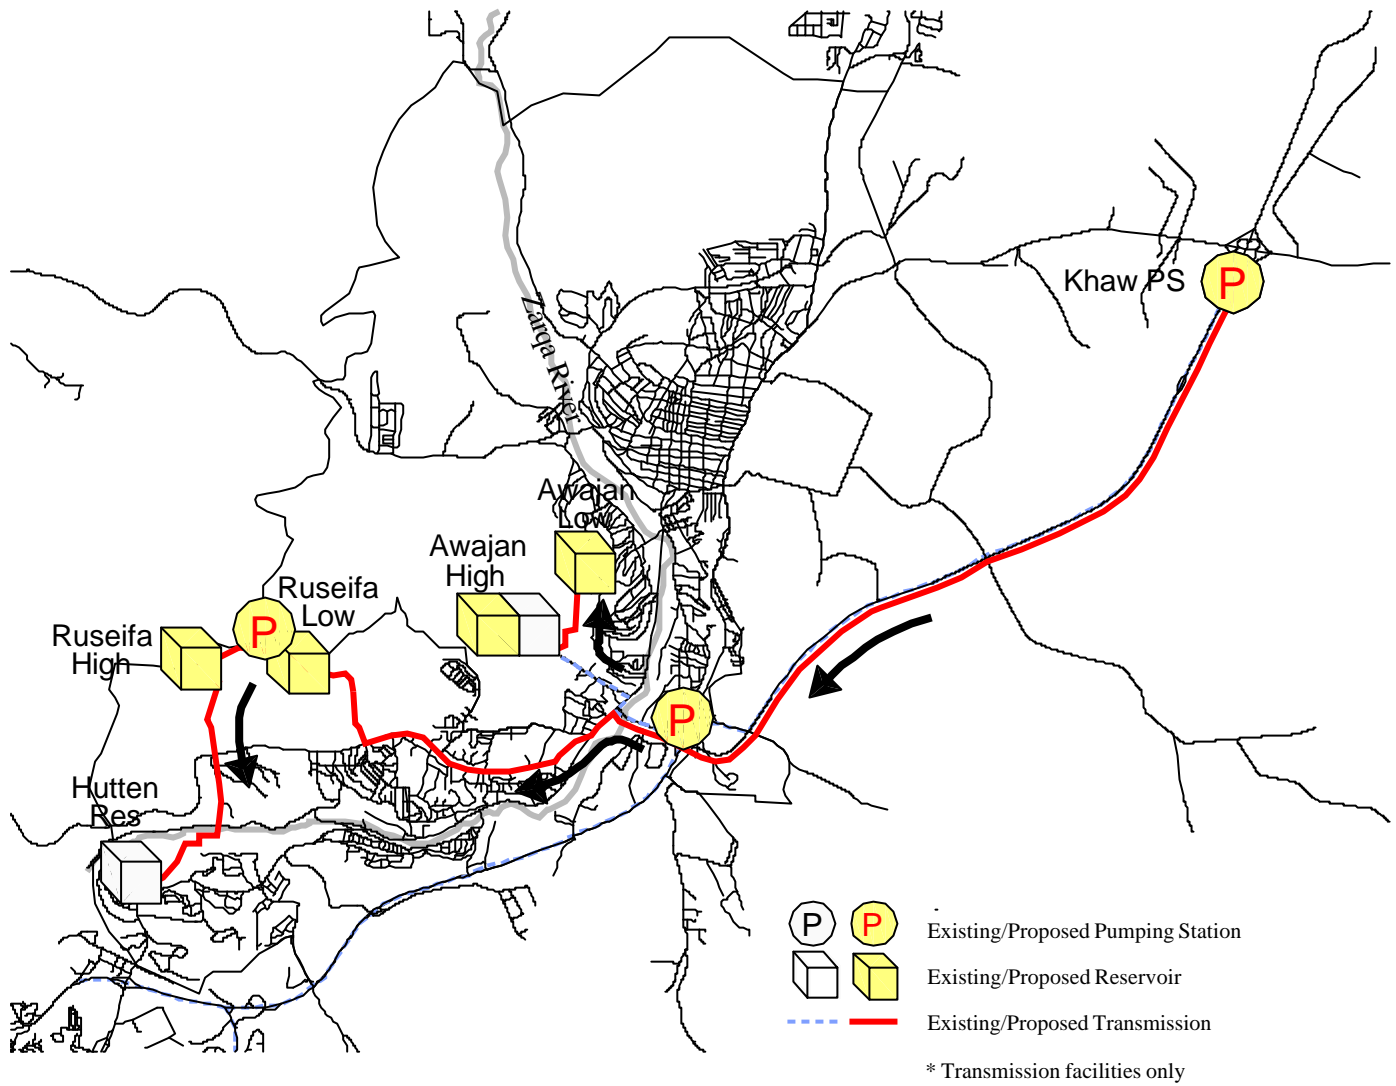 Khaw PS
P
Zarqa River
Awajan
Low
Awajan
High
Ruseifa
Low
P
Ruseifa
High
P
Hutten
Res
P P Existing/Proposed Pumping Station
Existing/Proposed Reservoir
Existing/Proposed Transmission
* Transmission facilities only